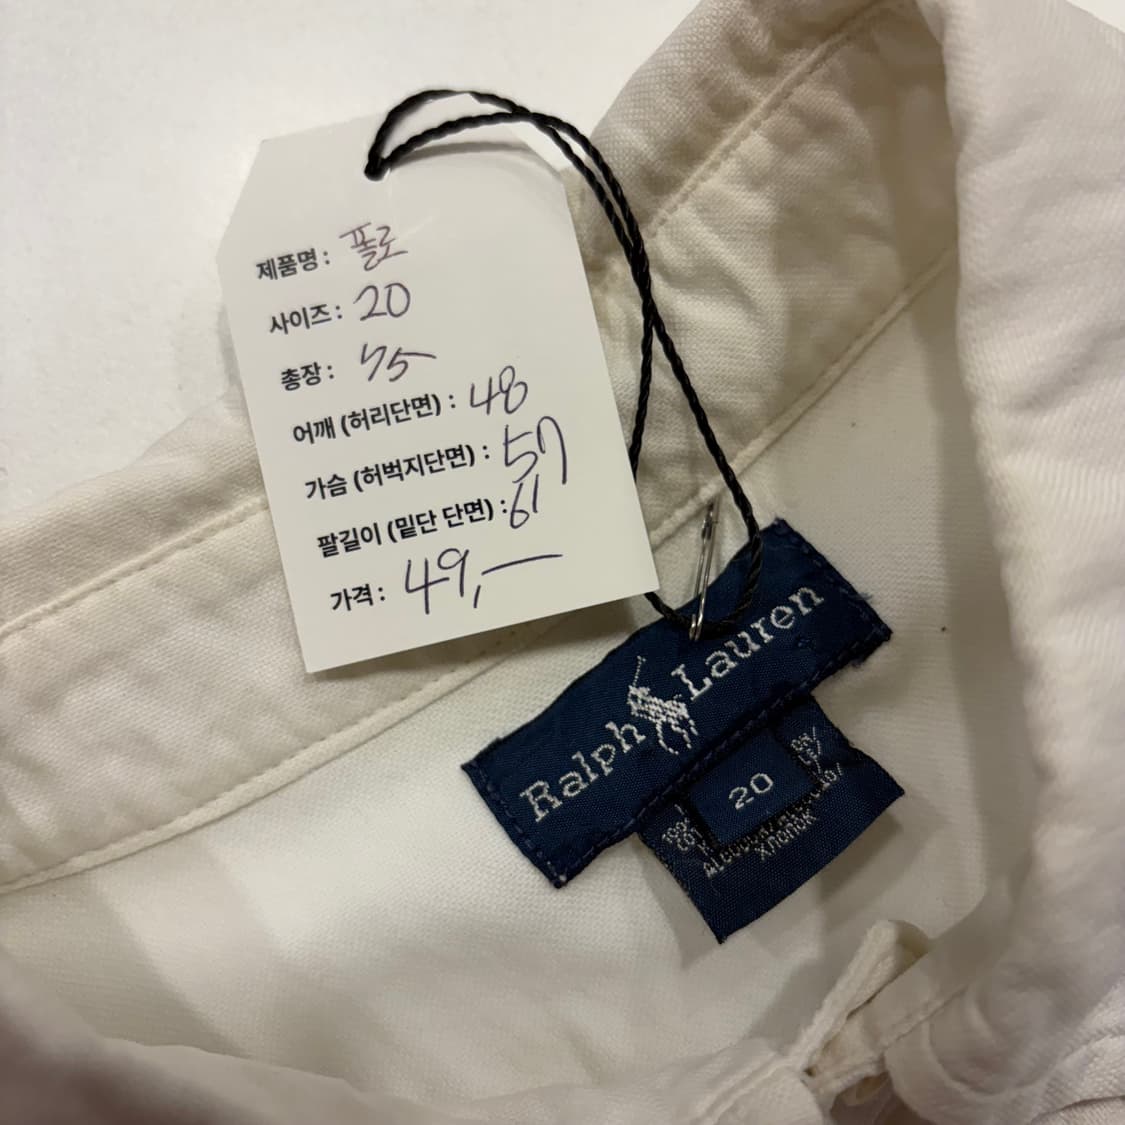 제품명 : 폴로
사이즈 : 20
총장 : 75
어깨 (허리단면) : 48
가슴 (허벅지단면) : 57
팔길이 (밑단 단면) : 61
가격 : 49,—
Ralph Lauren
20
ALGODON/
ХЛОПОК